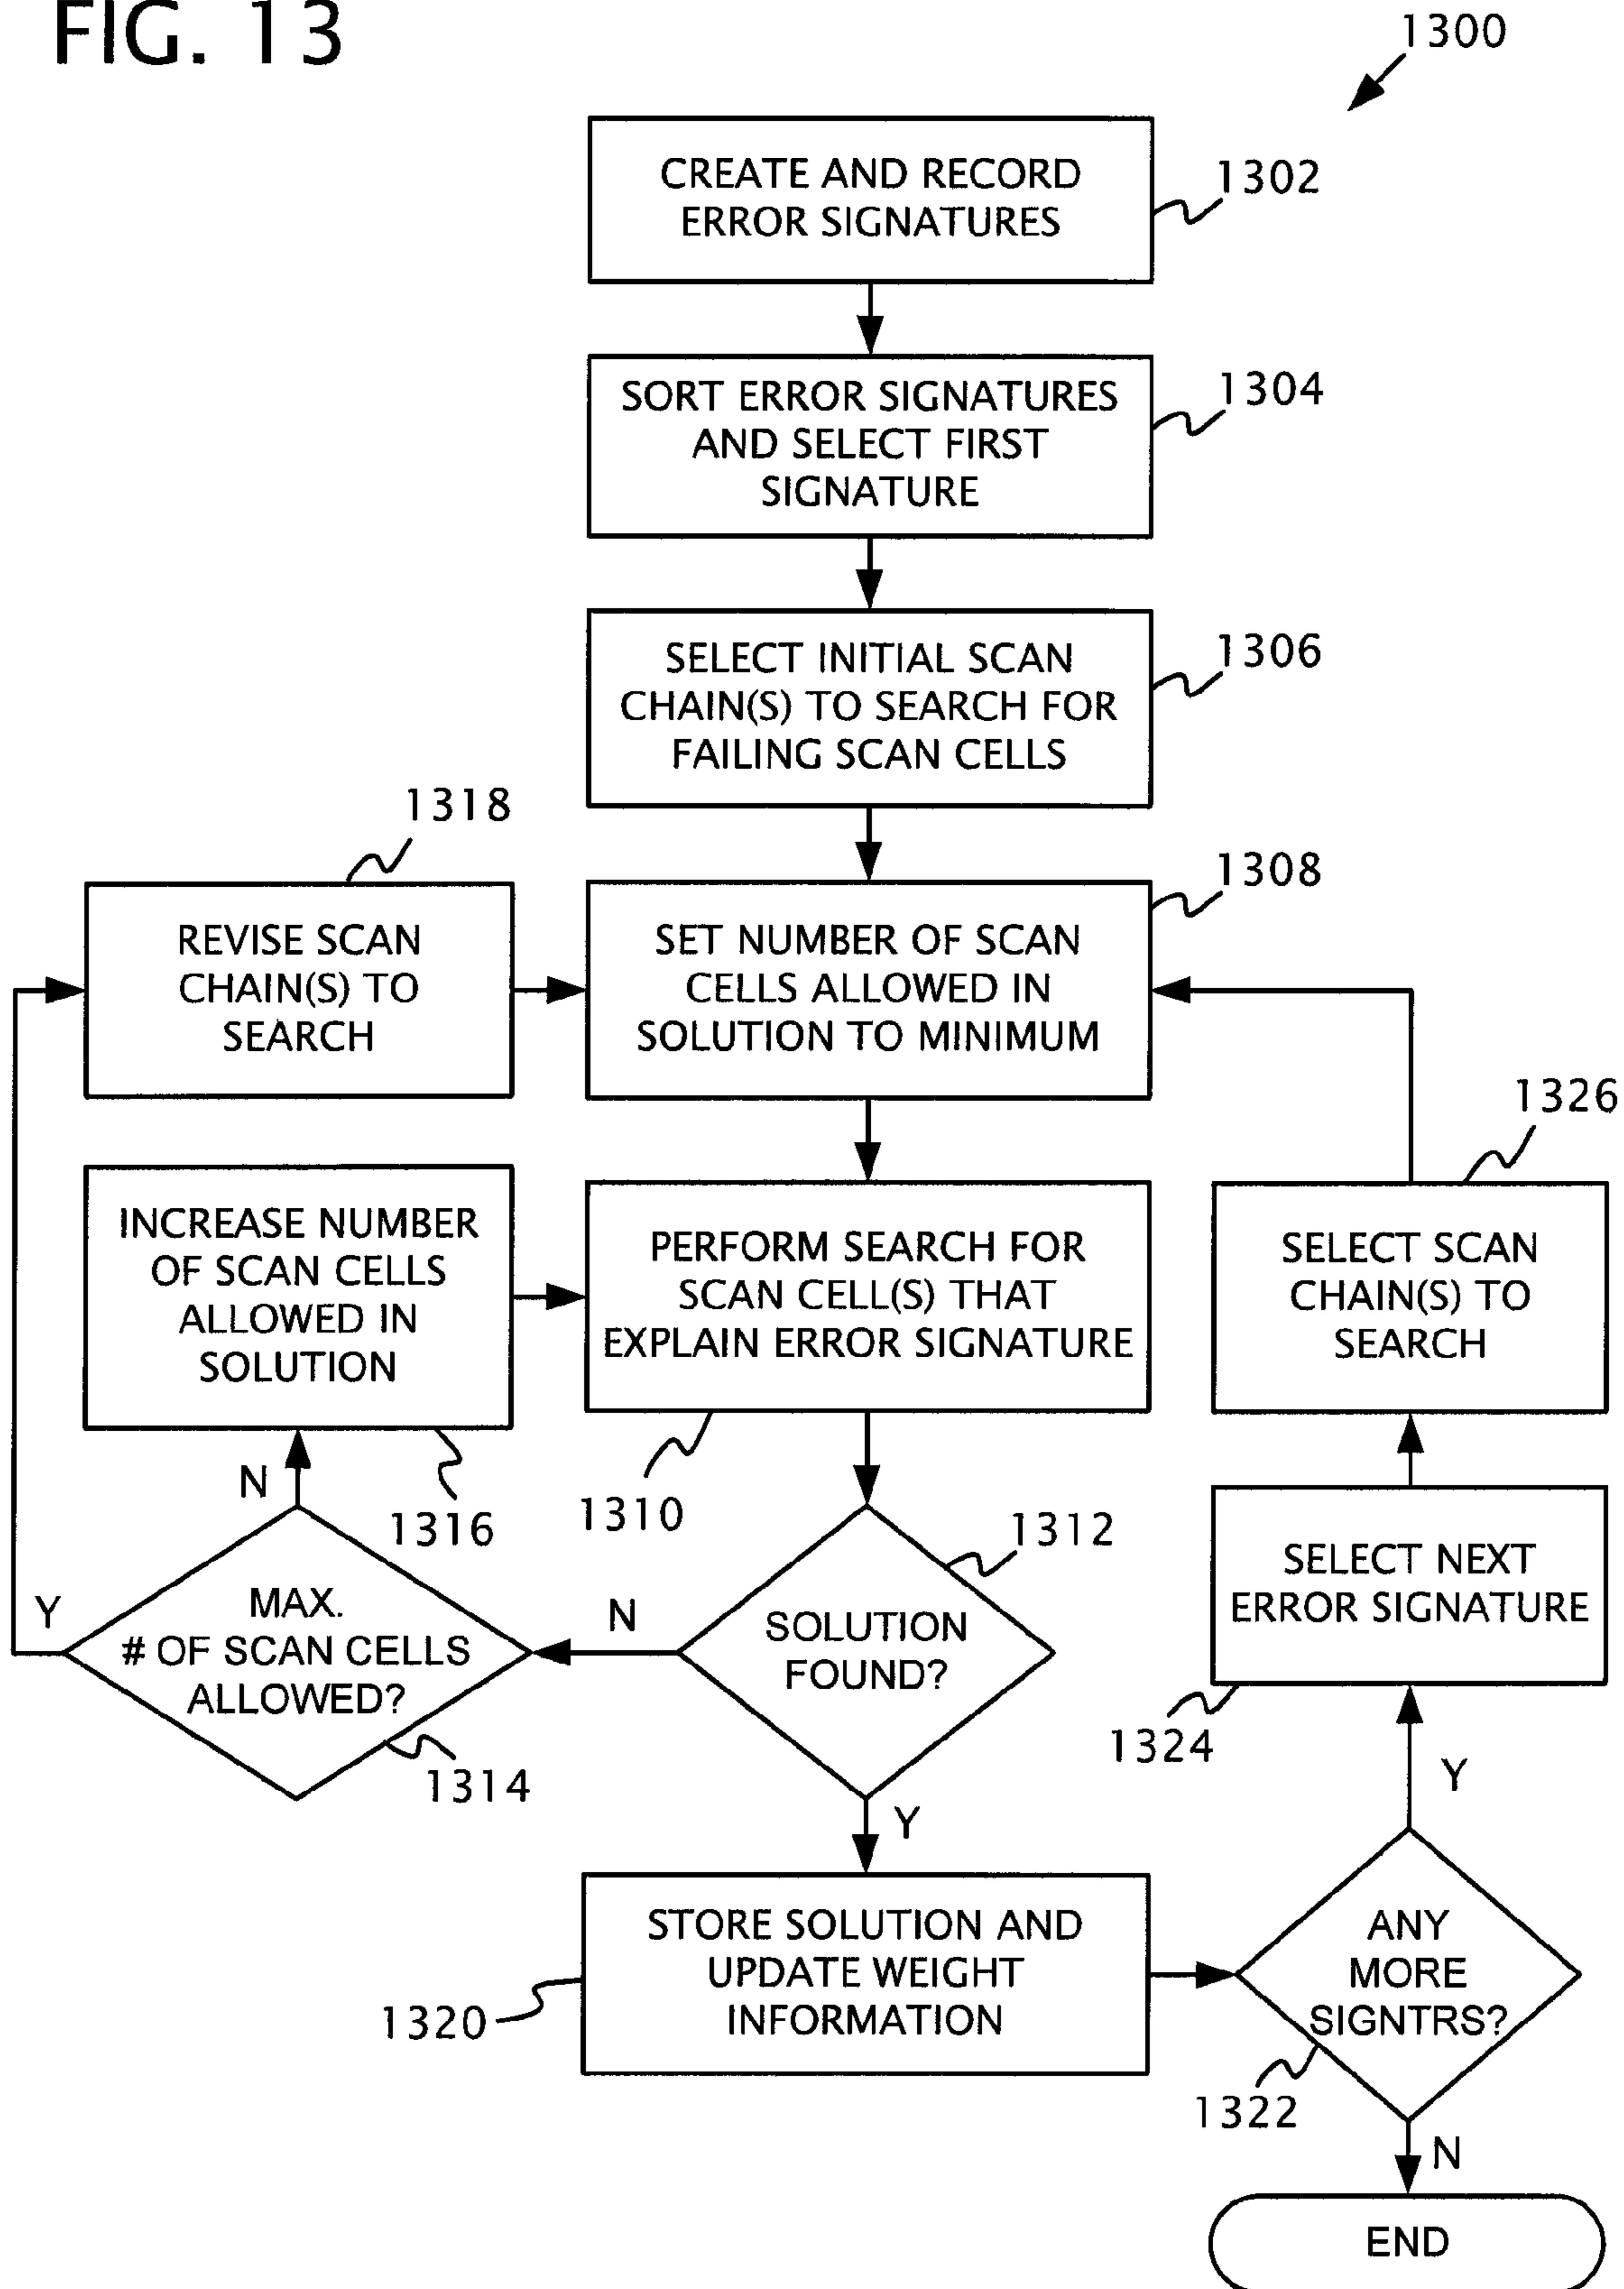 FIG. 13
1300
CREATE AND RECORD
ERROR SIGNATURES
1302
SORT ERROR SIGNATURES
AND SELECT FIRST
SIGNATURE
1304
SELECT INITIAL SCAN
CHAIN(S) TO SEARCH FOR
FAILING SCAN CELLS
1306
1318
REVISE SCAN
CHAIN(S) TO
SEARCH
SET NUMBER OF SCAN
CELLS ALLOWED IN
SOLUTION TO MINIMUM
1308
1326
INCREASE NUMBER
OF SCAN CELLS
ALLOWED IN
SOLUTION
1316
PERFORM SEARCH FOR
SCAN CELL(S) THAT
EXPLAIN ERROR SIGNATURE
1310
SELECT SCAN
CHAIN(S) TO
SEARCH
N
Y
MAX.
# OF SCAN CELLS
ALLOWED?
1314
N
SOLUTION
FOUND?
1312
Y
SELECT NEXT
ERROR SIGNATURE
1324
Y
STORE SOLUTION AND
UPDATE WEIGHT
INFORMATION
1320
ANY
MORE
SIGNTRS?
1322
N
END